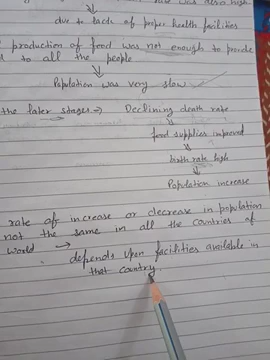 was also high
due to lack of proper health facilities
production of food was not enough to provide
to all the people
Population was very slow
the later stages → Declining death rate
food supplies improved
birth rate high
Population increase
rate of increase or decrease in population
not the same in all the countries of
world → depends upon facilities available in
that country.